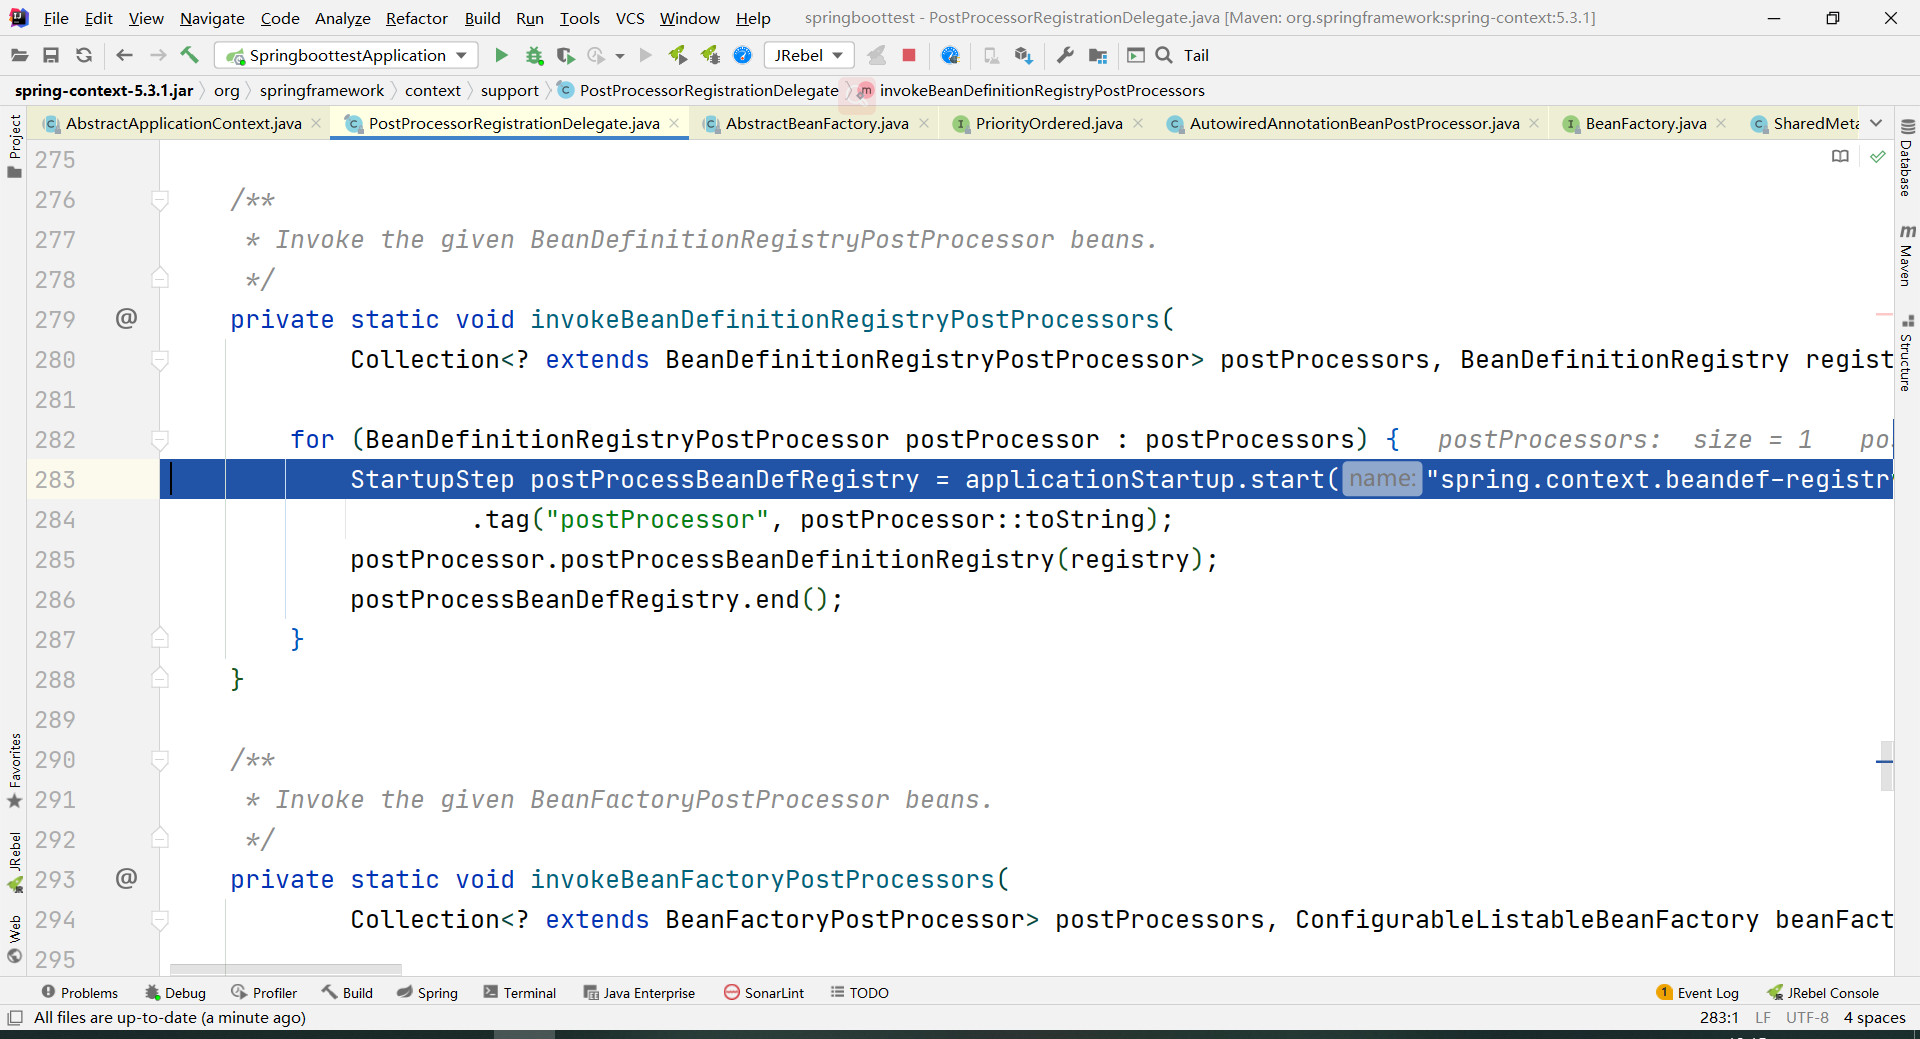 File Edit View Navigate Code Analyze Refactor Build Run Tools VCS Window Help springboottest - PostProcessorRegistrationDelegate.java [Maven: org.springframework:spring-context:5.3.1]
SpringboottestApplication JRebel Tail
spring-context-5.3.1.jar org springframework context support PostProcessorRegistrationDelegate invokeBeanDefinitionRegistryPostProcessors
AbstractApplicationContext.java PostProcessorRegistrationDelegate.java AbstractBeanFactory.java PriorityOrdered.java AutowiredAnnotationBeanPostProcessor.java BeanFactory.java SharedMeta
Project
Favorites
JRebel
Web
275
276 /**
277 * Invoke the given BeanDefinitionRegistryPostProcessor beans.
278 */
279 @ private static void invokeBeanDefinitionRegistryPostProcessors(
280 Collection<? extends BeanDefinitionRegistryPostProcessor> postProcessors, BeanDefinitionRegistry regist
281
282 for (BeanDefinitionRegistryPostProcessor postProcessor : postProcessors) { postProcessors: size = 1 po
283 StartupStep postProcessBeanDefRegistry = applicationStartup.start( name: "spring.context.beandef-registr
284 .tag("postProcessor", postProcessor::toString);
285 postProcessor.postProcessBeanDefinitionRegistry(registry);
286 postProcessBeanDefRegistry.end();
287 }
288 }
289
290 /**
291 * Invoke the given BeanFactoryPostProcessor beans.
292 */
293 @ private static void invokeBeanFactoryPostProcessors(
294 Collection<? extends BeanFactoryPostProcessor> postProcessors, ConfigurableListableBeanFactory beanFact
295
Database
Maven
Structure
Problems Debug Profiler Build Spring Terminal Java Enterprise SonarLint TODO 1 Event Log JRebel Console
All files are up-to-date (a minute ago) 283:1 LF UTF-8 4 spaces